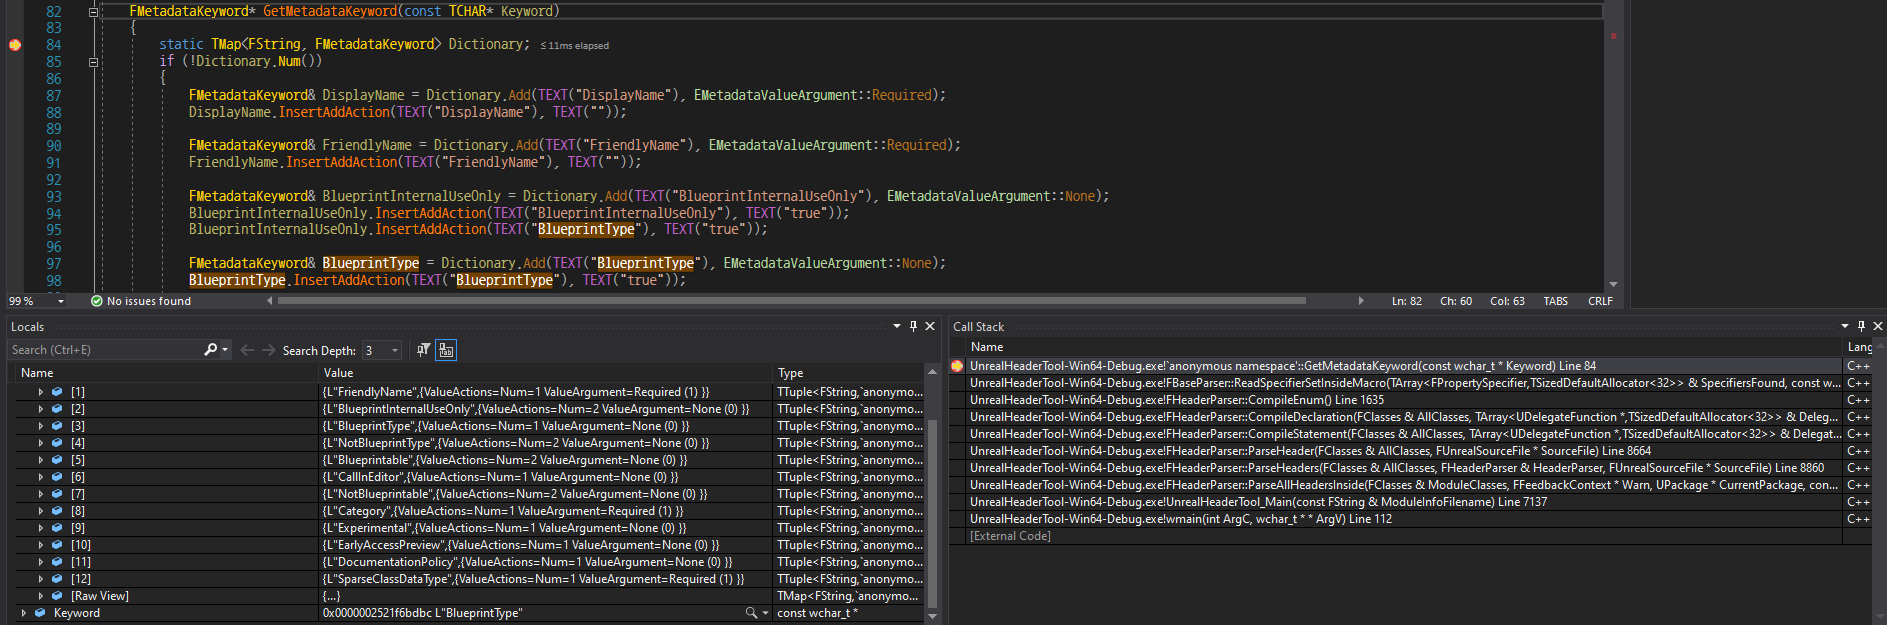 82 FMetadataKeyword* GetMetadataKeyword(const TCHAR* Keyword)
83 {
84 static TMap<FString, FMetadataKeyword> Dictionary; ≤ 11ms elapsed
85 if (!Dictionary.Num())
86 {
87 FMetadataKeyword& DisplayName = Dictionary.Add(TEXT("DisplayName"), EMetadataValueArgument::Required);
88 DisplayName.InsertAddAction(TEXT("DisplayName"), TEXT(""));
89
90 FMetadataKeyword& FriendlyName = Dictionary.Add(TEXT("FriendlyName"), EMetadataValueArgument::Required);
91 FriendlyName.InsertAddAction(TEXT("FriendlyName"), TEXT(""));
92
93 FMetadataKeyword& BlueprintInternalUseOnly = Dictionary.Add(TEXT("BlueprintInternalUseOnly"), EMetadataValueArgument::None);
94 BlueprintInternalUseOnly.InsertAddAction(TEXT("BlueprintInternalUseOnly"), TEXT("true"));
95 BlueprintInternalUseOnly.InsertAddAction(TEXT("BlueprintType"), TEXT("true"));
96
97 FMetadataKeyword& BlueprintType = Dictionary.Add(TEXT("BlueprintType"), EMetadataValueArgument::None);
98 BlueprintType.InsertAddAction(TEXT("BlueprintType"), TEXT("true"));
99 % No issues found Ln: 82 Ch: 60 Col: 63 TABS CRLF
Locals
Search (Ctrl+E) Search Depth: 3
Name Value Type
[1] {L"FriendlyName",{ValueActions=Num=1 ValueArgument=Required (1) }} TTuple<FString,`anonymo...
[2] {L"BlueprintInternalUseOnly",{ValueActions=Num=2 ValueArgument=None (0) }} TTuple<FString,`anonymo...
[3] {L"BlueprintType",{ValueActions=Num=1 ValueArgument=None (0) }} TTuple<FString,`anonymo...
[4] {L"NotBlueprintType",{ValueActions=Num=2 ValueArgument=None (0) }} TTuple<FString,`anonymo...
[5] {L"Blueprintable",{ValueActions=Num=2 ValueArgument=None (0) }} TTuple<FString,`anonymo...
[6] {L"CallInEditor",{ValueActions=Num=1 ValueArgument=None (0) }} TTuple<FString,`anonymo...
[7] {L"NotBlueprintable",{ValueActions=Num=2 ValueArgument=None (0) }} TTuple<FString,`anonymo...
[8] {L"Category",{ValueActions=Num=1 ValueArgument=Required (1) }} TTuple<FString,`anonymo...
[9] {L"Experimental",{ValueActions=Num=1 ValueArgument=None (0) }} TTuple<FString,`anonymo...
[10] {L"EarlyAccessPreview",{ValueActions=Num=1 ValueArgument=None (0) }} TTuple<FString,`anonymo...
[11] {L"DocumentationPolicy",{ValueActions=Num=1 ValueArgument=None (0) }} TTuple<FString,`anonymo...
[12] {L"SparseClassDataType",{ValueActions=Num=1 ValueArgument=Required (1) }} TTuple<FString,`anonymo...
[Raw View] {...} TMap<FString,`anonymo...
Keyword 0x0000002521f6bdbc L"BlueprintType" const wchar_t *
Call Stack
Name Lang
UnrealHeaderTool-Win64-Debug.exe!`anonymous namespace'::GetMetadataKeyword(const wchar_t * Keyword) Line 84 C++
UnrealHeaderTool-Win64-Debug.exe!FBaseParser::ReadSpecifierSetInsideMacro(TArray<FPropertySpecifier,TSizedDefaultAllocator<32>> & SpecifiersFound, const w... C++
UnrealHeaderTool-Win64-Debug.exe!FHeaderParser::CompileEnum() Line 1635 C++
UnrealHeaderTool-Win64-Debug.exe!FHeaderParser::CompileDeclaration(FClasses & AllClasses, TArray<UDelegateFunction *,TSizedDefaultAllocator<32>> & Deleg... C++
UnrealHeaderTool-Win64-Debug.exe!FHeaderParser::CompileStatement(FClasses & AllClasses, TArray<UDelegateFunction *,TSizedDefaultAllocator<32>> & Delegat... C++
UnrealHeaderTool-Win64-Debug.exe!FHeaderParser::ParseHeader(FClasses & AllClasses, FUnrealSourceFile * SourceFile) Line 8664 C++
UnrealHeaderTool-Win64-Debug.exe!FHeaderParser::ParseHeaders(FClasses & AllClasses, FHeaderParser & HeaderParser, FUnrealSourceFile * SourceFile) Line 8860 C++
UnrealHeaderTool-Win64-Debug.exe!FHeaderParser::ParseAllHeadersInside(FClasses & ModuleClasses, FFeedbackContext * Warn, UPackage * CurrentPackage, con... C++
UnrealHeaderTool-Win64-Debug.exe!UnrealHeaderTool_Main(const FString & ModuleInfoFilename) Line 7137 C++
UnrealHeaderTool-Win64-Debug.exe!wmain(int ArgC, wchar_t * * ArgV) Line 112 C++
[External Code]